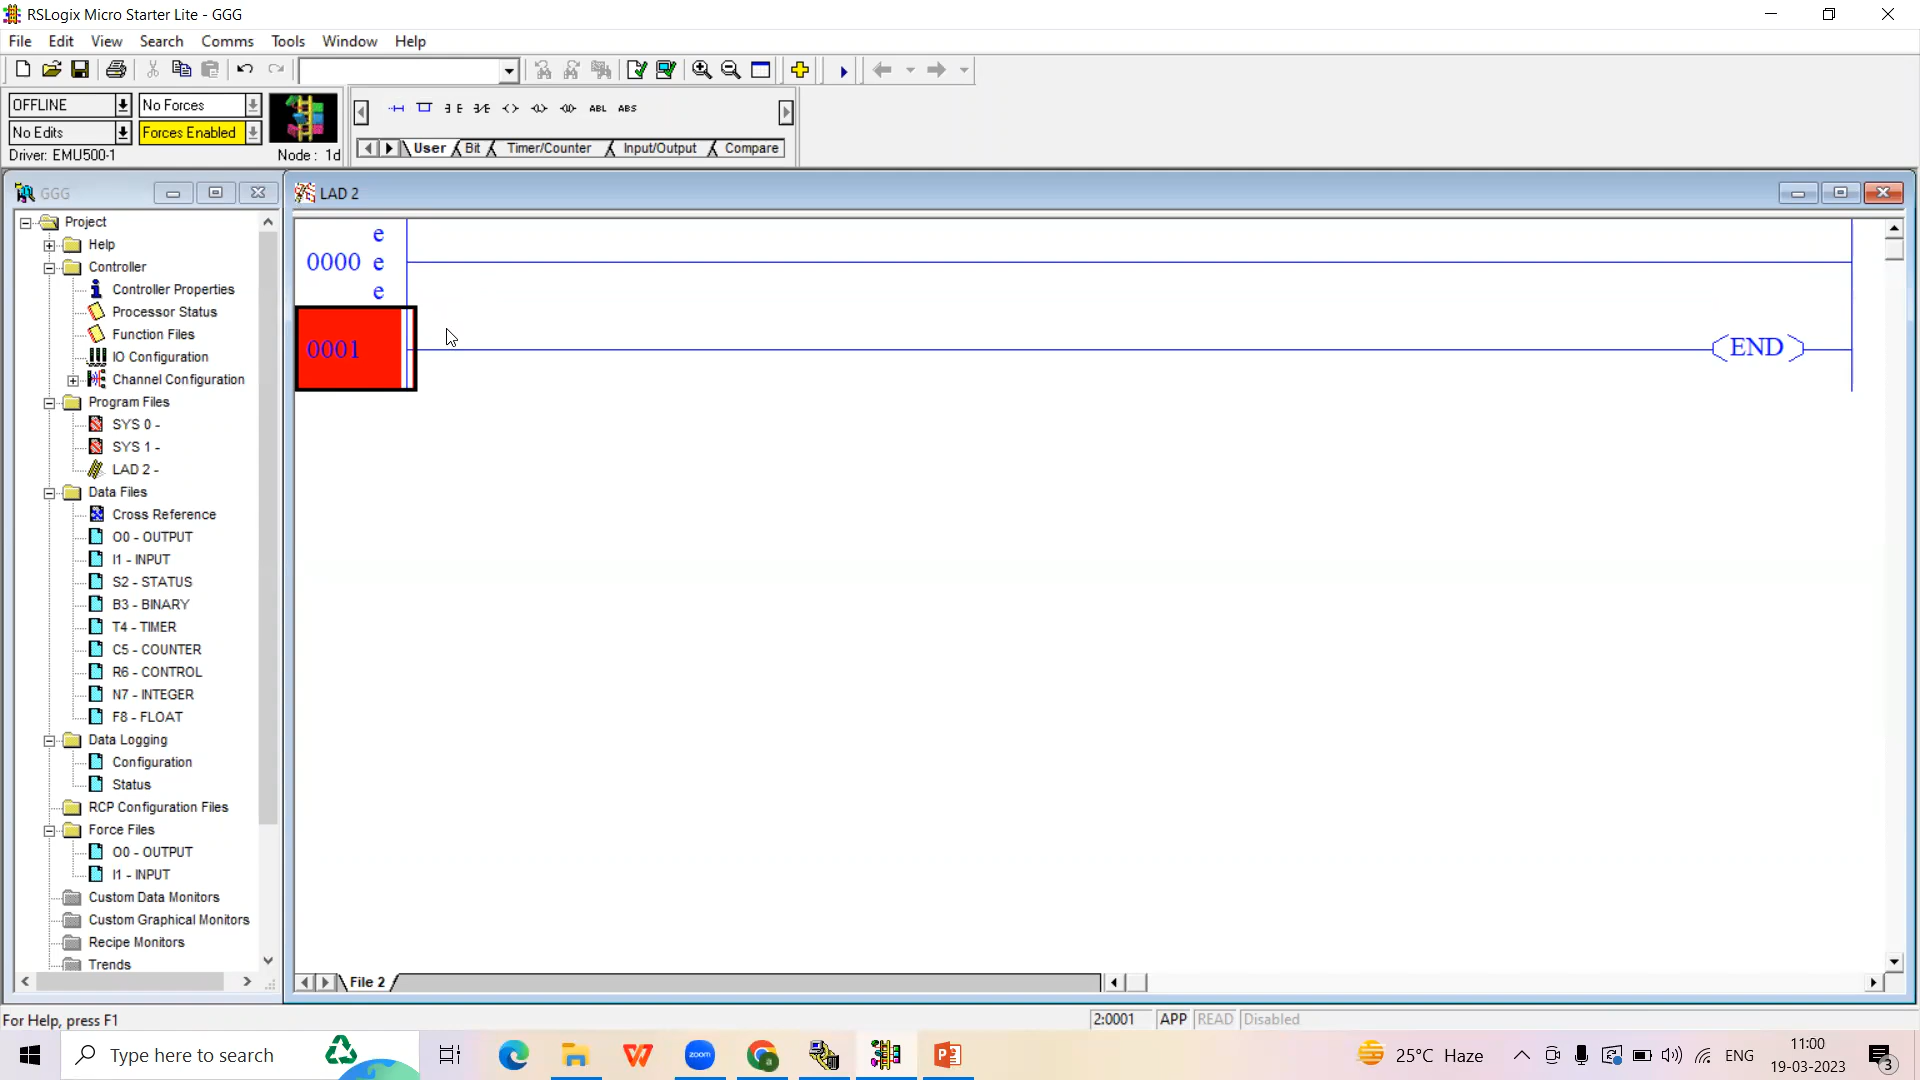 RSLogix Micro Starter Lite - GGG
File Edit View Search Comms Tools Window Help
OFFLINE No Forces
No Edits Forces Enabled
Driver: EMU500-1 Node : 1d
ABL ABS
User Bit Timer/Counter Input/Output Compare
GGG
Project
Help
Controller
Controller Properties
Processor Status
Function Files
IO Configuration
Channel Configuration
Program Files
SYS 0 -
SYS 1 -
LAD 2 -
Data Files
Cross Reference
O0 - OUTPUT
I1 - INPUT
S2 - STATUS
B3 - BINARY
T4 - TIMER
C5 - COUNTER
R6 - CONTROL
N7 - INTEGER
F8 - FLOAT
Data Logging
Configuration
Status
RCP Configuration Files
Force Files
O0 - OUTPUT
I1 - INPUT
Custom Data Monitors
Custom Graphical Monitors
Recipe Monitors
Trends
LAD 2
e
0000 e
e
0001
END
File 2
For Help, press F1
2:0001 APP READ Disabled
Type here to search
zoom
25°C Haze
ENG
11:00
19-03-2023
3